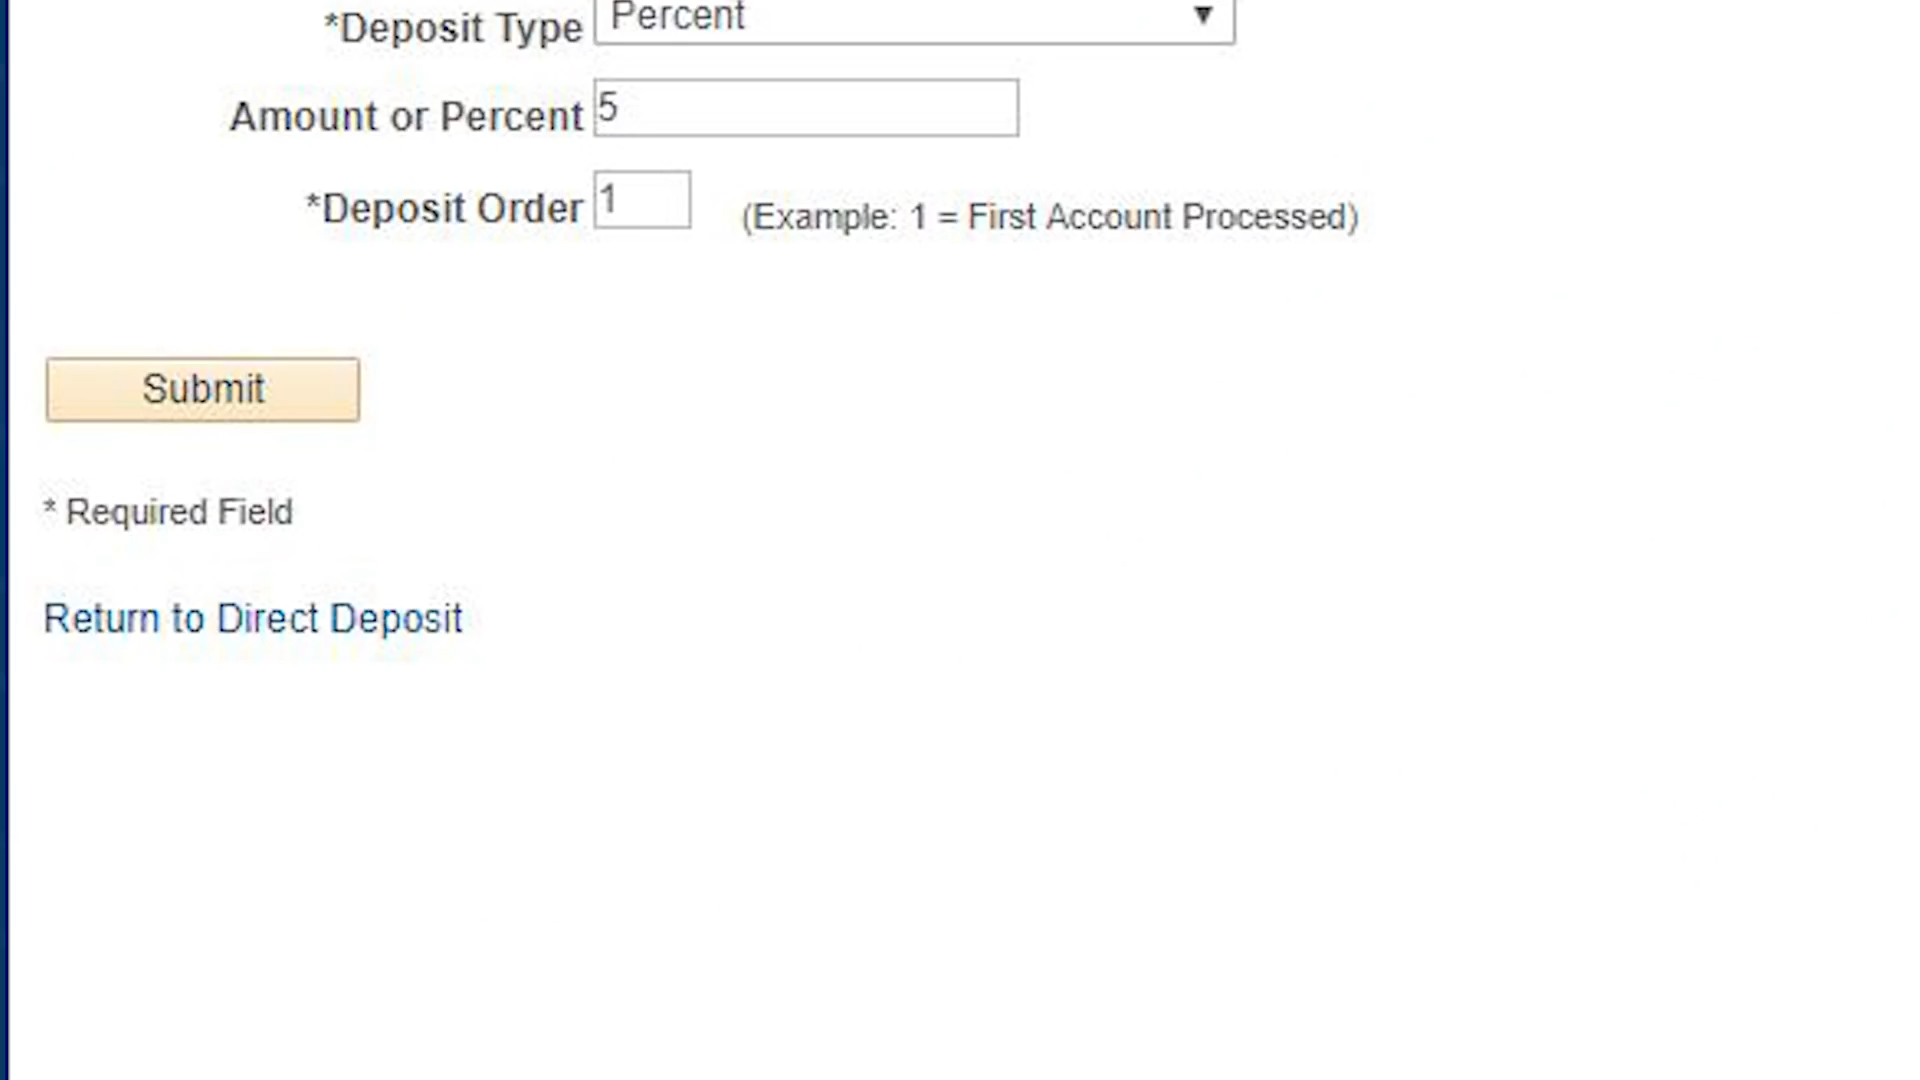 *Deposit Type Percent
Amount or Percent 5
*Deposit Order 1 (Example: 1 = First Account Processed)
Submit
* Required Field
Return to Direct Deposit